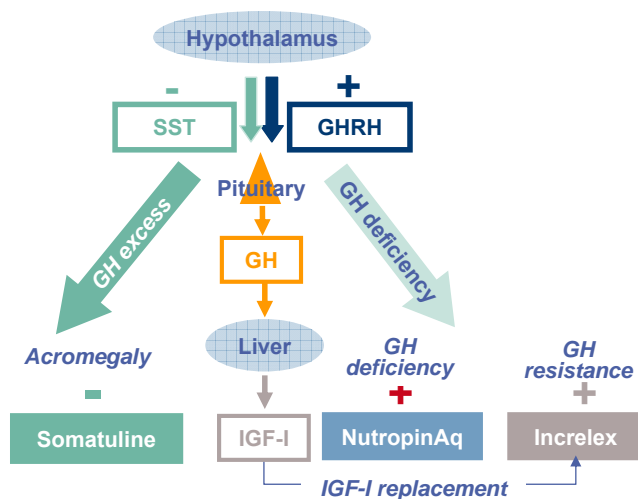 Hypothalamus
-
+
SST
GHRH
Pituitary
GH excess
GH deficiency
GH
Liver
Acromegaly
GH
deficiency
GH
resistance
-
+
+
Somatuline
IGF-I
NutropinAq
Increlex
IGF-I replacement